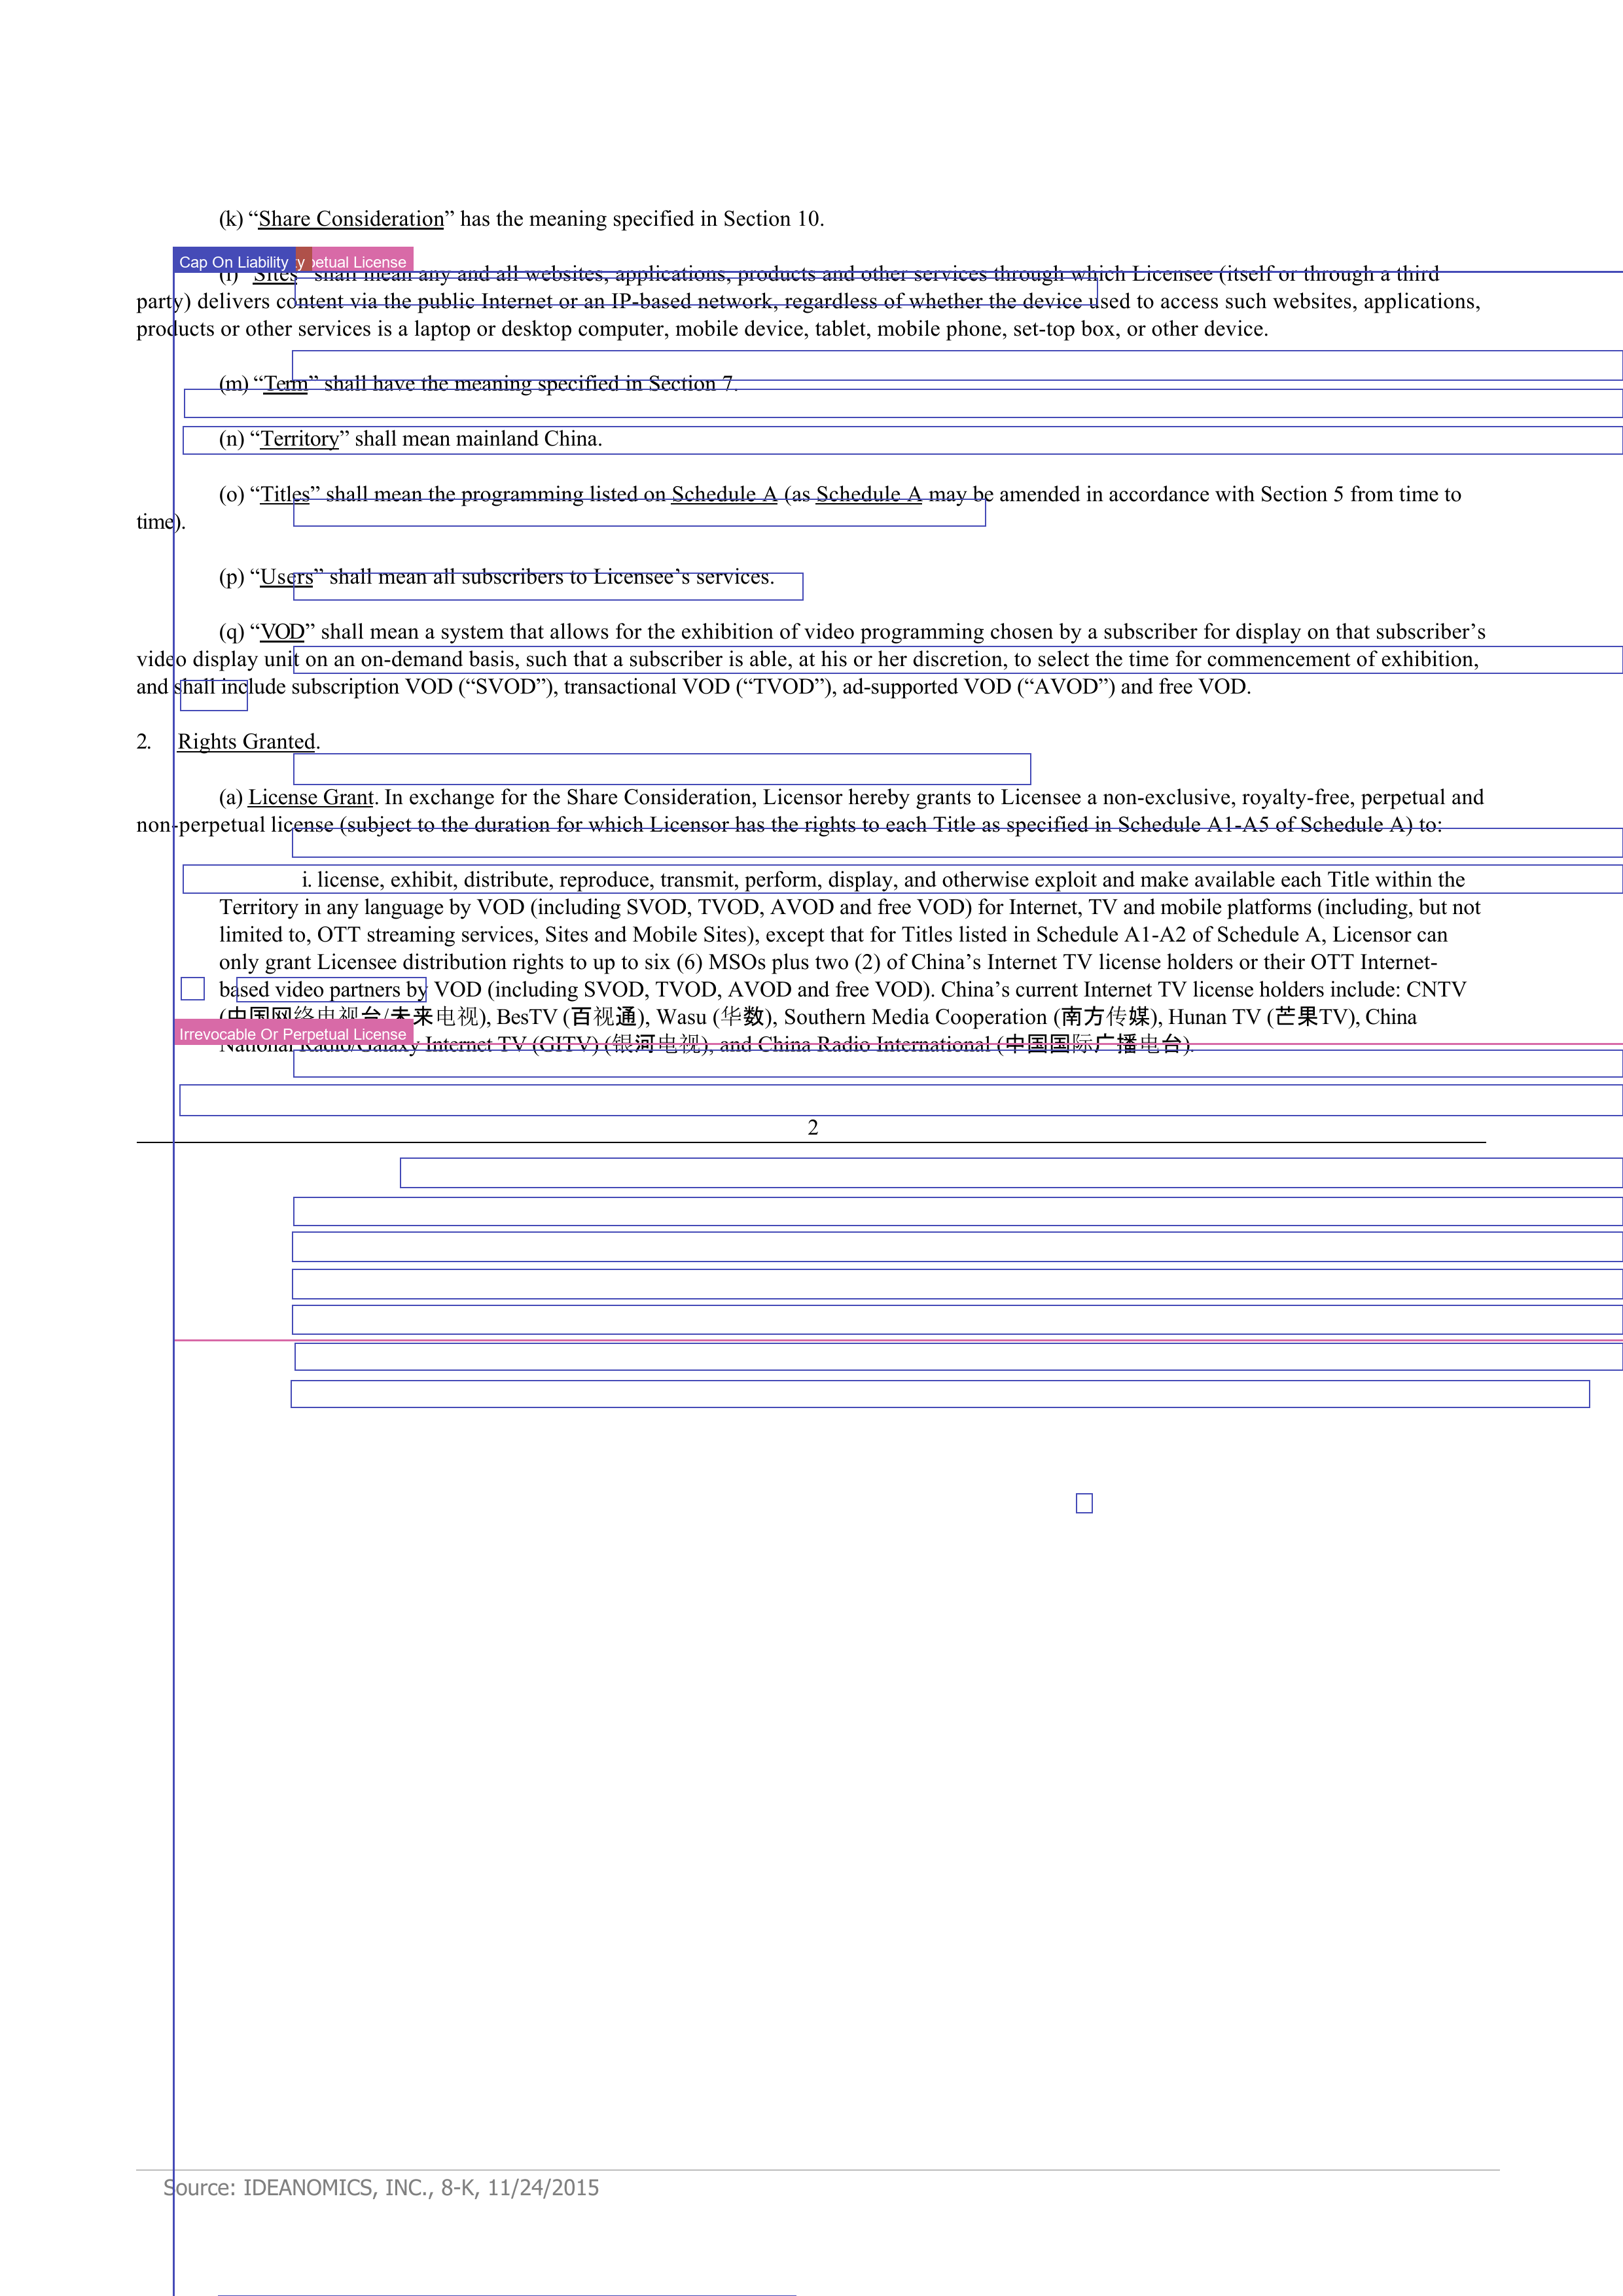 (k) “Share Consideration” has the meaning specified in Section 10.
Cap On Liability y petual License
(l) “Sites” shall mean any and all websites, applications, products and other services through which Licensee (itself or through a third
party) delivers content via the public Internet or an IP-based network, regardless of whether the device used to access such websites, applications,
products or other services is a laptop or desktop computer, mobile device, tablet, mobile phone, set-top box, or other device.
(m) “Term” shall have the meaning specified in Section 7.
(n) “Territory” shall mean mainland China.
(o) “Titles” shall mean the programming listed on Schedule A (as Schedule A may be amended in accordance with Section 5 from time to
time).
(p) “Users” shall mean all subscribers to Licensee’s services.
(q) “VOD” shall mean a system that allows for the exhibition of video programming chosen by a subscriber for display on that subscriber’s
video display unit on an on-demand basis, such that a subscriber is able, at his or her discretion, to select the time for commencement of exhibition,
and shall include subscription VOD (“SVOD”), transactional VOD (“TVOD”), ad-supported VOD (“AVOD”) and free VOD.
2. Rights Granted.
(a) License Grant. In exchange for the Share Consideration, Licensor hereby grants to Licensee a non-exclusive, royalty-free, perpetual and
non-perpetual license (subject to the duration for which Licensor has the rights to each Title as specified in Schedule A1-A5 of Schedule A) to:
i. license, exhibit, distribute, reproduce, transmit, perform, display, and otherwise exploit and make available each Title within the
Territory in any language by VOD (including SVOD, TVOD, AVOD and free VOD) for Internet, TV and mobile platforms (including, but not
limited to, OTT streaming services, Sites and Mobile Sites), except that for Titles listed in Schedule A1-A2 of Schedule A, Licensor can
only grant Licensee distribution rights to up to six (6) MSOs plus two (2) of China’s Internet TV license holders or their OTT Internet-
based video partners by VOD (including SVOD, TVOD, AVOD and free VOD). China’s current Internet TV license holders include: CNTV
(中国网络电视台/未来电视), BesTV (百视通), Wasu (华数), Southern Media Cooperation (南方传媒), Hunan TV (芒果TV), China
Irrevocable Or Perpetual License
National Radio/Galaxy Internet TV (GITV) (银河电视), and China Radio International (中国国际广播电台).
2
Source: IDEANOMICS, INC., 8-K, 11/24/2015